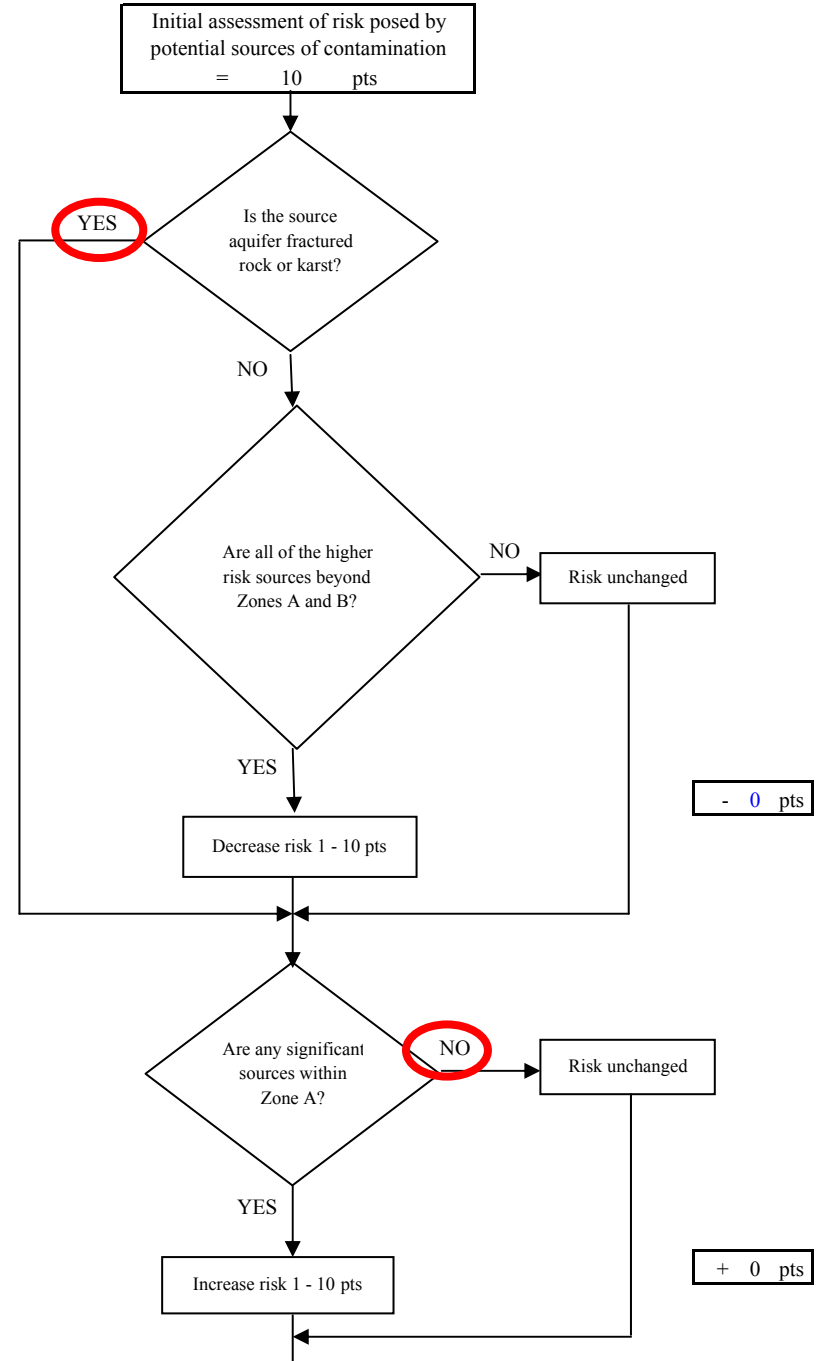 Initial assessment of risk posed by
potential sources of contamination
= 10 pts
YES
Is the source
aquifer fractured
rock or karst?
NO
Are all of the higher
risk sources beyond
Zones A and B?
NO
Risk unchanged
YES
- 0 pts
Decrease risk 1 - 10 pts
Are any significant
sources within
Zone A?
NO
Risk unchanged
YES
+ 0 pts
Increase risk 1 - 10 pts